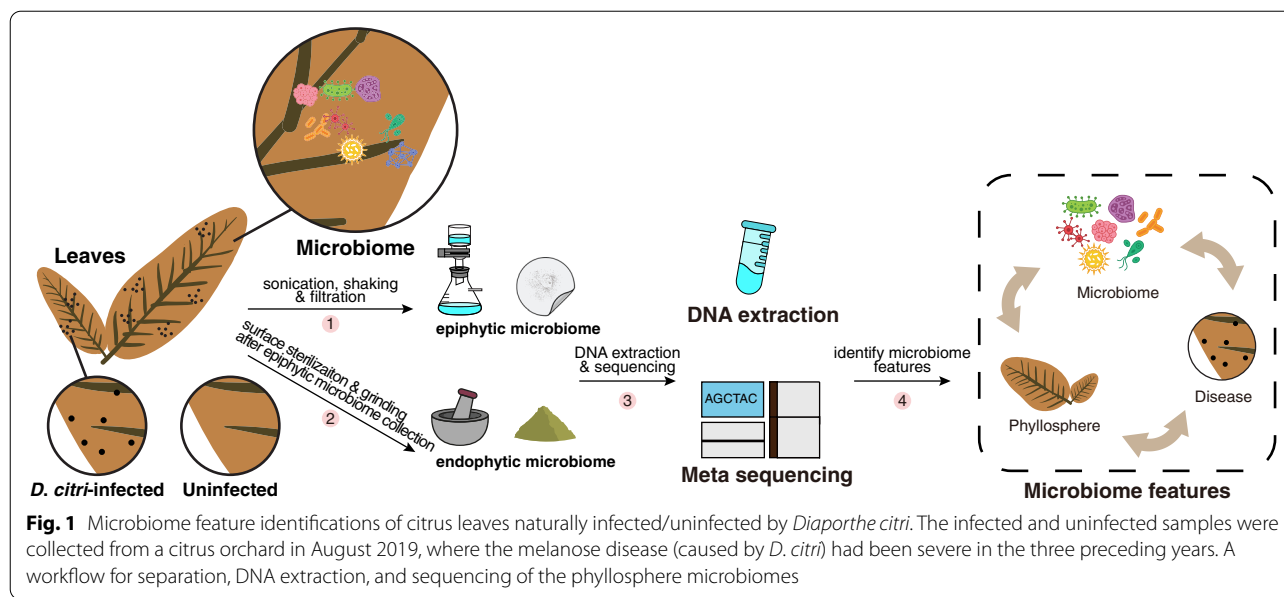 Leaves
Microbiome
sonication, shaking
& filtration
1
epiphytic microbiome
surface sterilizaiton & grinding
after epiphytic microbiome collection
2
endophytic microbiome
D. citri-infected
Uninfected
DNA extraction
DNA extraction
& sequencing
3
AGCTAC
Meta sequencing
identify microbiome
features
4
Microbiome
Disease
Phyllosphere
Microbiome features
Fig. 1 Microbiome feature identifications of citrus leaves naturally infected/uninfected by Diaporthe citri. The infected and uninfected samples were
collected from a citrus orchard in August 2019, where the melanose disease (caused by D. citri) had been severe in the three preceding years. A
workflow for separation, DNA extraction, and sequencing of the phyllosphere microbiomes